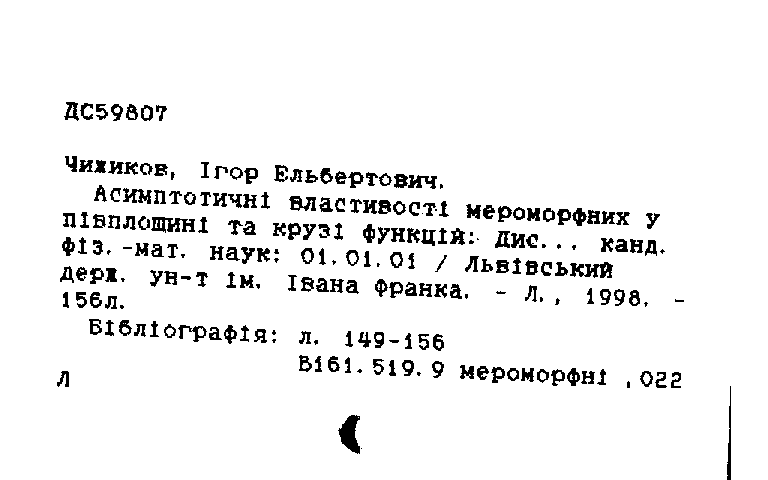 ДС59807
Чижиков, Ігор Ельбертович.
Асимптотичні властивості мероморфних у
півплошині та крузі функцій: Дис... канд.
фіз.-мат. наук: 01.01.01 / Львівський
держ. ун-т ім. Івана франка. - Л., 1998. -
156л.
Бібліографія: л. 149-156
В161.519.9 мероморфні ,022
Л